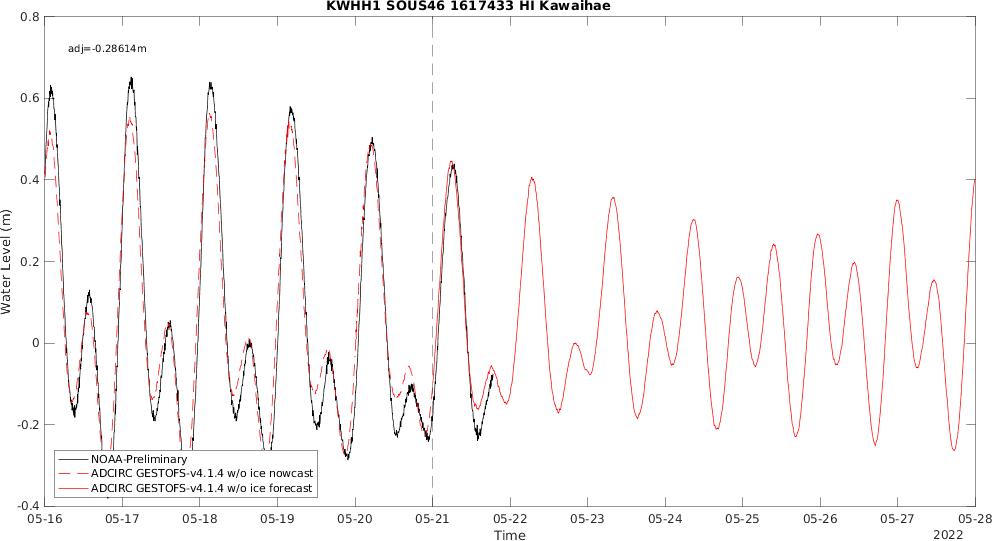 KWHH1 SOUS46 1617433 HI Kawaihae
adj=-0.28614m
0.8
0.6
0.4
0.2
0
-0.2
-0.4
Water Level (m)
NOAA-Preliminary
ADCIRC GESTOFS-v4.1.4 w/o ice nowcast
ADCIRC GESTOFS-v4.1.4 w/o ice forecast
05-16 05-17 05-18 05-19 05-20 05-21 05-22 05-23 05-24 05-25 05-26 05-27 05-28
Time
2022